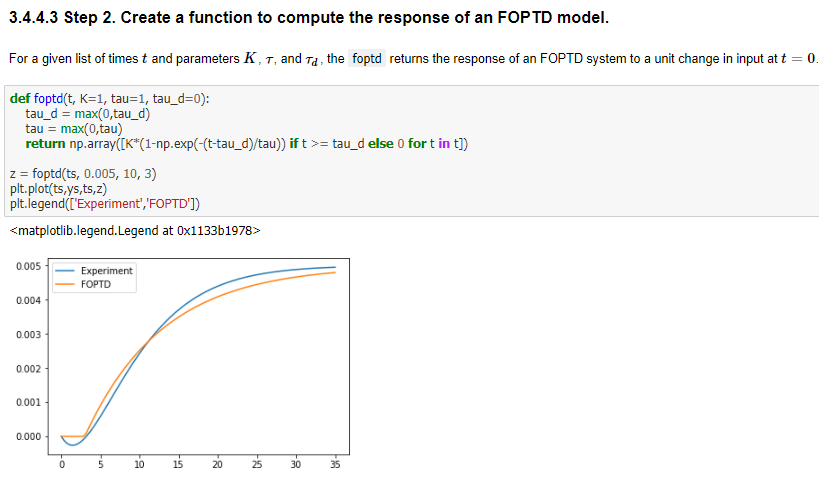 3.4.4.3 Step 2. Create a function to compute the response of an FOPTD model.
For a given list of times t and parameters K, τ, and τd, the foptd returns the response of an FOPTD system to a unit change in input at t = 0.
def foptd(t, K=1, tau=1, tau_d=0):
    tau_d = max(0,tau_d)
    tau = max(0,tau)
    return np.array([K*(1-np.exp(-(t-tau_d)/tau)) if t >= tau_d else 0 for t in t])
z = foptd(ts, 0.005, 10, 3)
plt.plot(ts,ys,ts,z)
plt.legend(['Experiment','FOPTD'])
<matplotlib.legend.Legend at 0x1133b1978>
0.005
Experiment
FOPTD
0.004
0.003
0.002
0.001
0.000
0 5 10 15 20 25 30 35